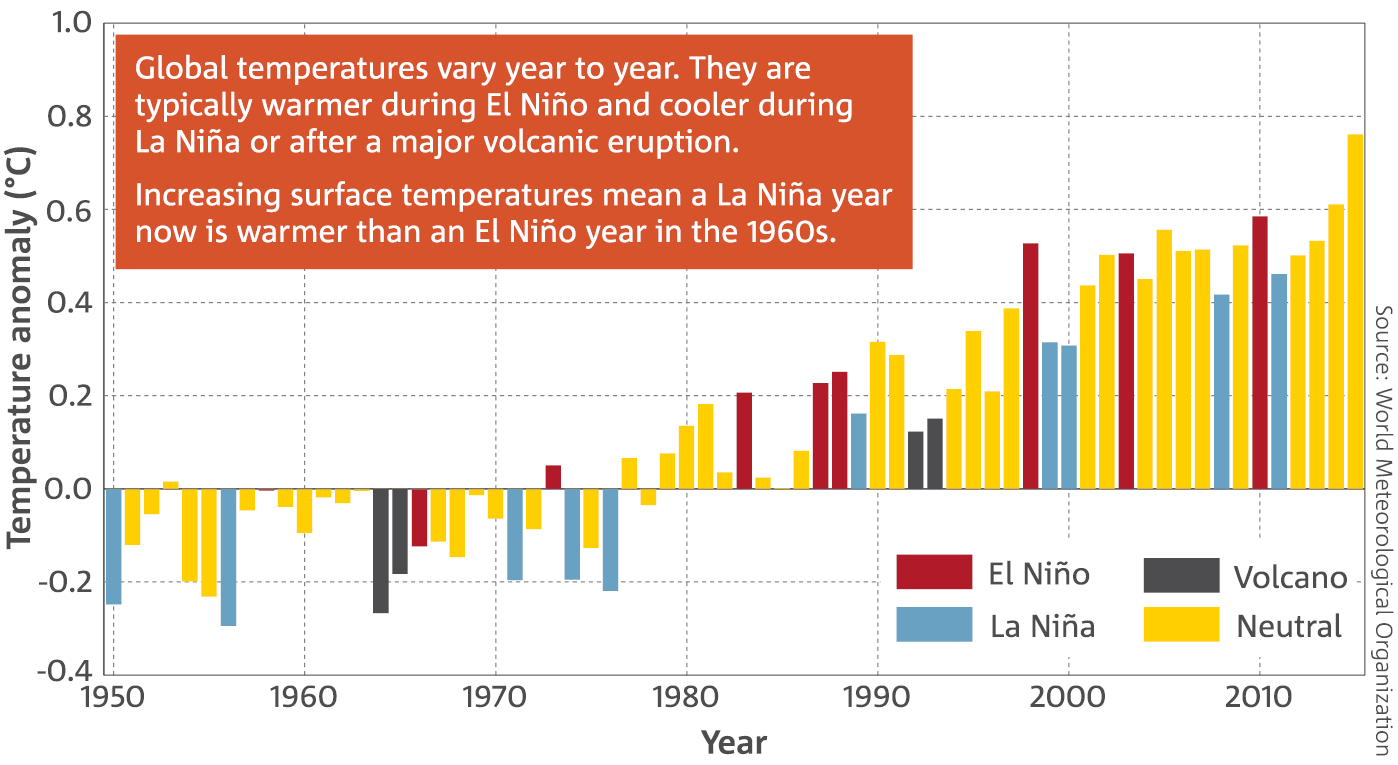 Global temperatures vary year to year. They are
typically warmer during El Niño and cooler during
La Niña or after a major volcanic eruption.
Increasing surface temperatures mean a La Niña year
now is warmer than an El Niño year in the 1960s.
Temperature anomaly (°C)
1.0
0.8
0.6
0.4
0.2
0.0
-0.2
-0.4
1950 1960 1970 1980 1990 2000 2010
Year
El Niño
Volcano
La Niña
Neutral
Source: World Meteorological Organization